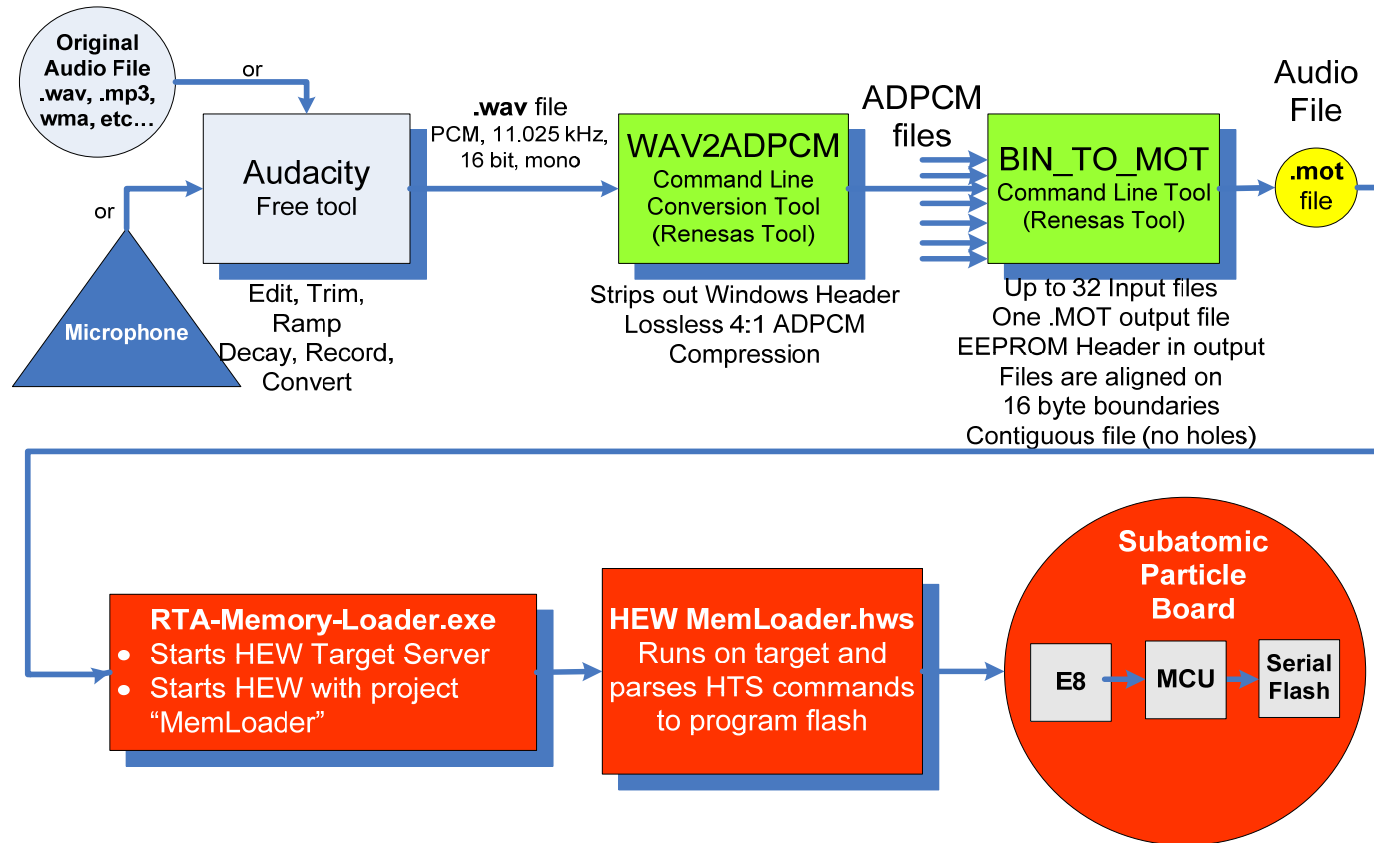 Original
Audio File
.wav, .mp3,
wma, etc…
or
or
Microphone
Audacity
Free tool
Edit, Trim,
Ramp
Decay, Record,
Convert
.wav file
PCM, 11.025 kHz,
16 bit, mono
WAV2ADPCM
Command Line
Conversion Tool
(Renesas Tool)
Strips out Windows Header
Lossless 4:1 ADPCM
Compression
ADPCM
files
BIN_TO_MOT
Command Line Tool
(Renesas Tool)
Up to 32 Input files
One .MOT output file
EEPROM Header in output
Files are aligned on
16 byte boundaries
Contiguous file (no holes)
Audio
File
.mot
file
RTA-Memory-Loader.exe
• Starts HEW Target Server
• Starts HEW with project
“MemLoader”
HEW MemLoader.hws
Runs on target and
parses HTS commands
to program flash
Subatomic
Particle
Board
E8
MCU
Serial
Flash